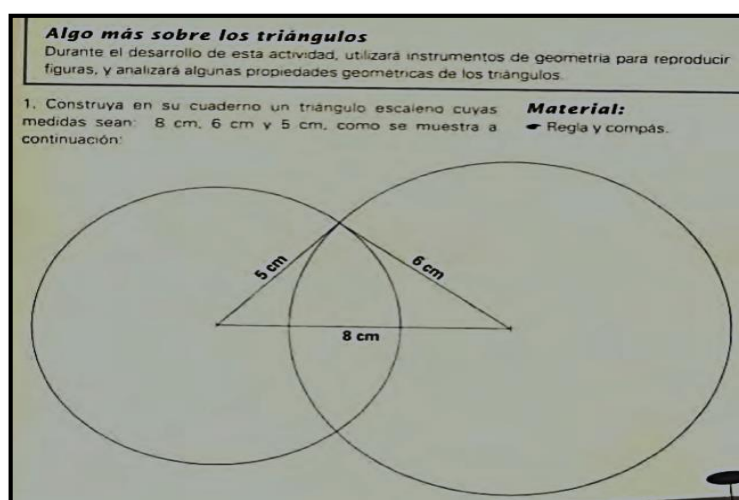 Algo más sobre los triángulos
Durante el desarrollo de esta actividad, utilizará instrumentos de geometría para reproducir
figuras, y analizará algunas propiedades geométricas de los triángulos.
1. Construya en su cuaderno un triángulo escaleno cuyas
medidas sean: 8 cm, 6 cm y 5 cm, como se muestra a
continuación:
Material:
Regla y compás.
5 cm
6 cm
8 cm